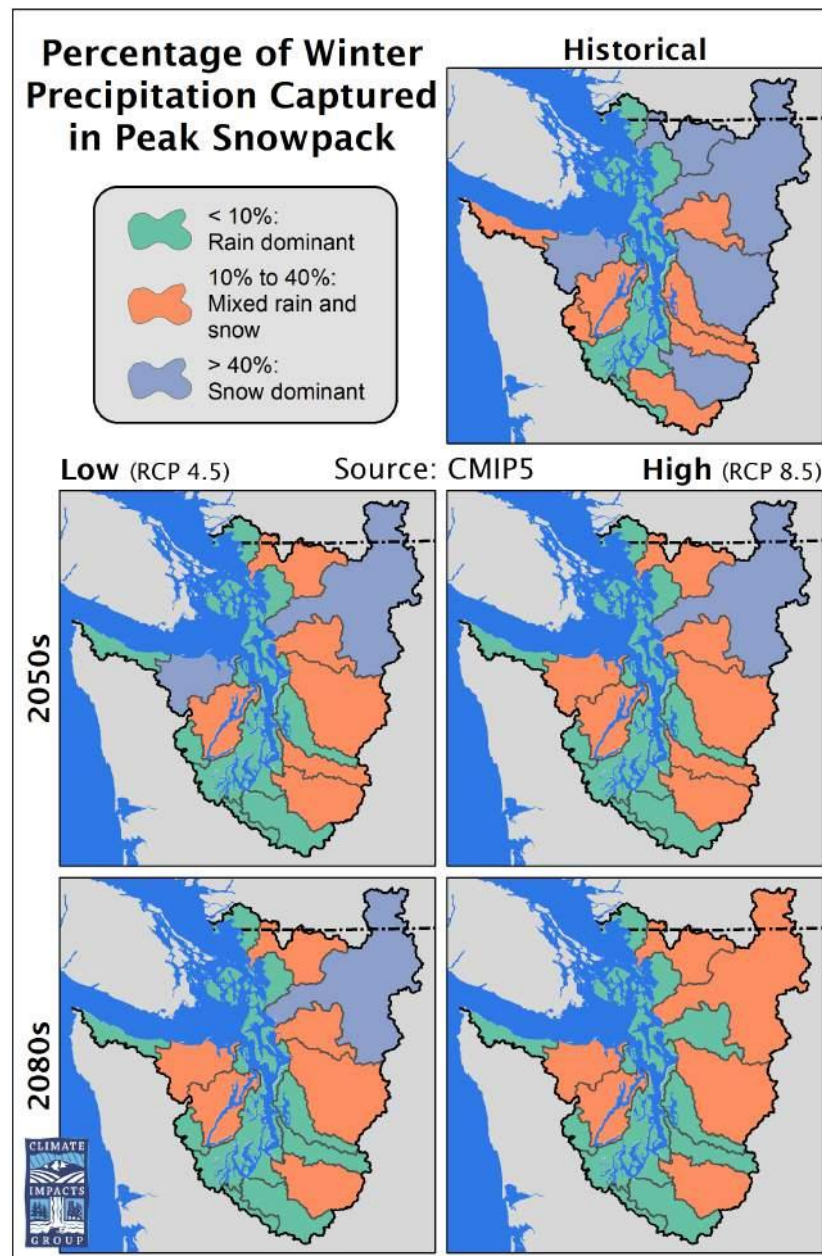 Percentage of Winter
Precipitation Captured
in Peak Snowpack
Historical
< 10%:
Rain dominant
10% to 40%:
Mixed rain and
snow
> 40%:
Snow dominant
Low (RCP 4.5)
Source: CMIP5
High (RCP 8.5)
2050s
2080s
CLIMATE
IMPACTS
GROUP